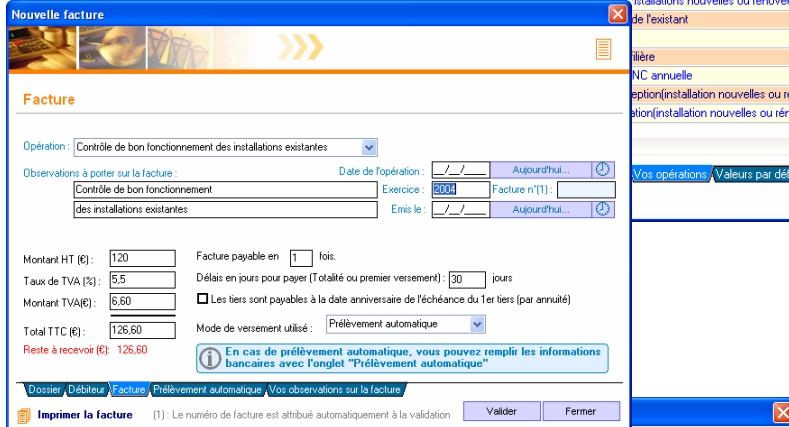 Nouvelle facture
Facture
Opération : Contrôle de bon fonctionnement des installations existantes
Observations à porter sur la facture :
Date de l'opération : __/__/____ Aujourd'hui...
Contrôle de bon fonctionnement
Exercice : 2004 Facture n°(1) :
des installations existantes
Emis le : __/__/____ Aujourd'hui...
Montant HT (€) : 120
Facture payable en 1 fois.
Taux de TVA (%) : 5,5
Délais en jours pour payer (Totalité ou premier versement) : 30 jours
Montant TVA(€) : 6,60
Les tiers sont payables à la date anniversaire de l'échéance du 1er tiers (par annuité)
Total TTC (€) : 126,60
Mode de versement utilisé : Prélèvement automatique
Reste à recevoir (€): 126,60
En cas de prélèvement automatique, vous pouvez remplir les informations
bancaires avec l'onglet "Prélèvement automatique"
Dossier Débiteur Facture Prélèvement automatique Vos observations sur la facture
Imprimer la facture (1) : Le numéro de facture est attribué automatiquement à la validation Valider Fermer
nouvelles ou
de l'existant
NC annuelle
(installation nouvelles ou
(installation nouvelles ou
Vos opérations Valeurs par